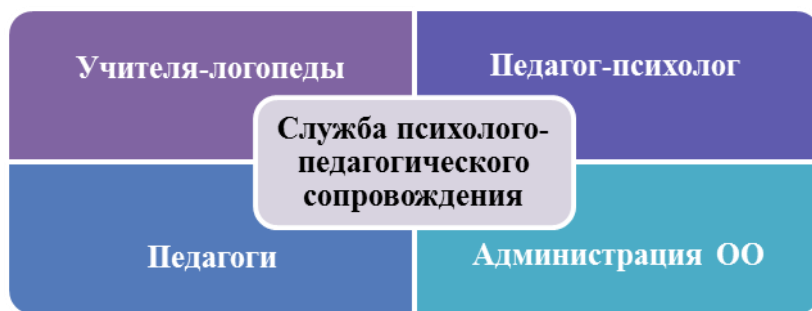 Учителя-логопеды
Педагог-психолог
Служба психолого-
педагогического
сопровождения
Педагоги
Администрация ОО